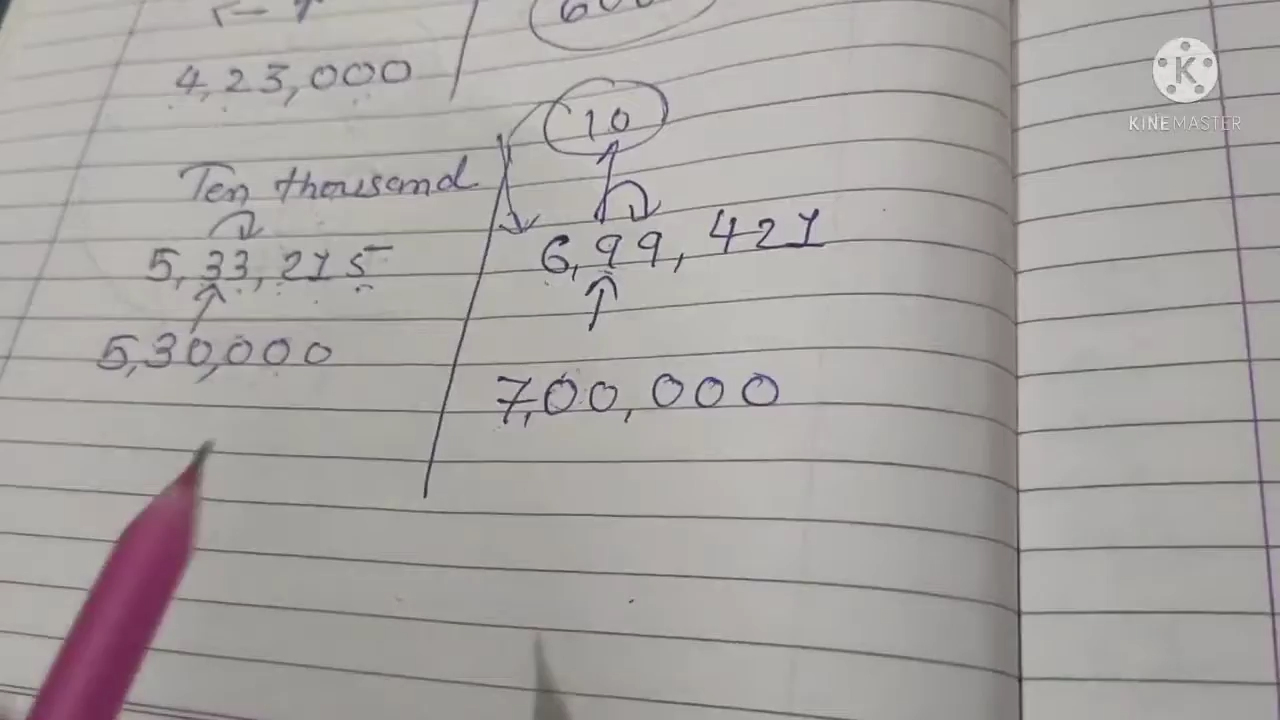 600
4,23,000
10
Ten thousand
5,33,215
6,99,421
5,30,000
7,00,000
K
KINEMASTER